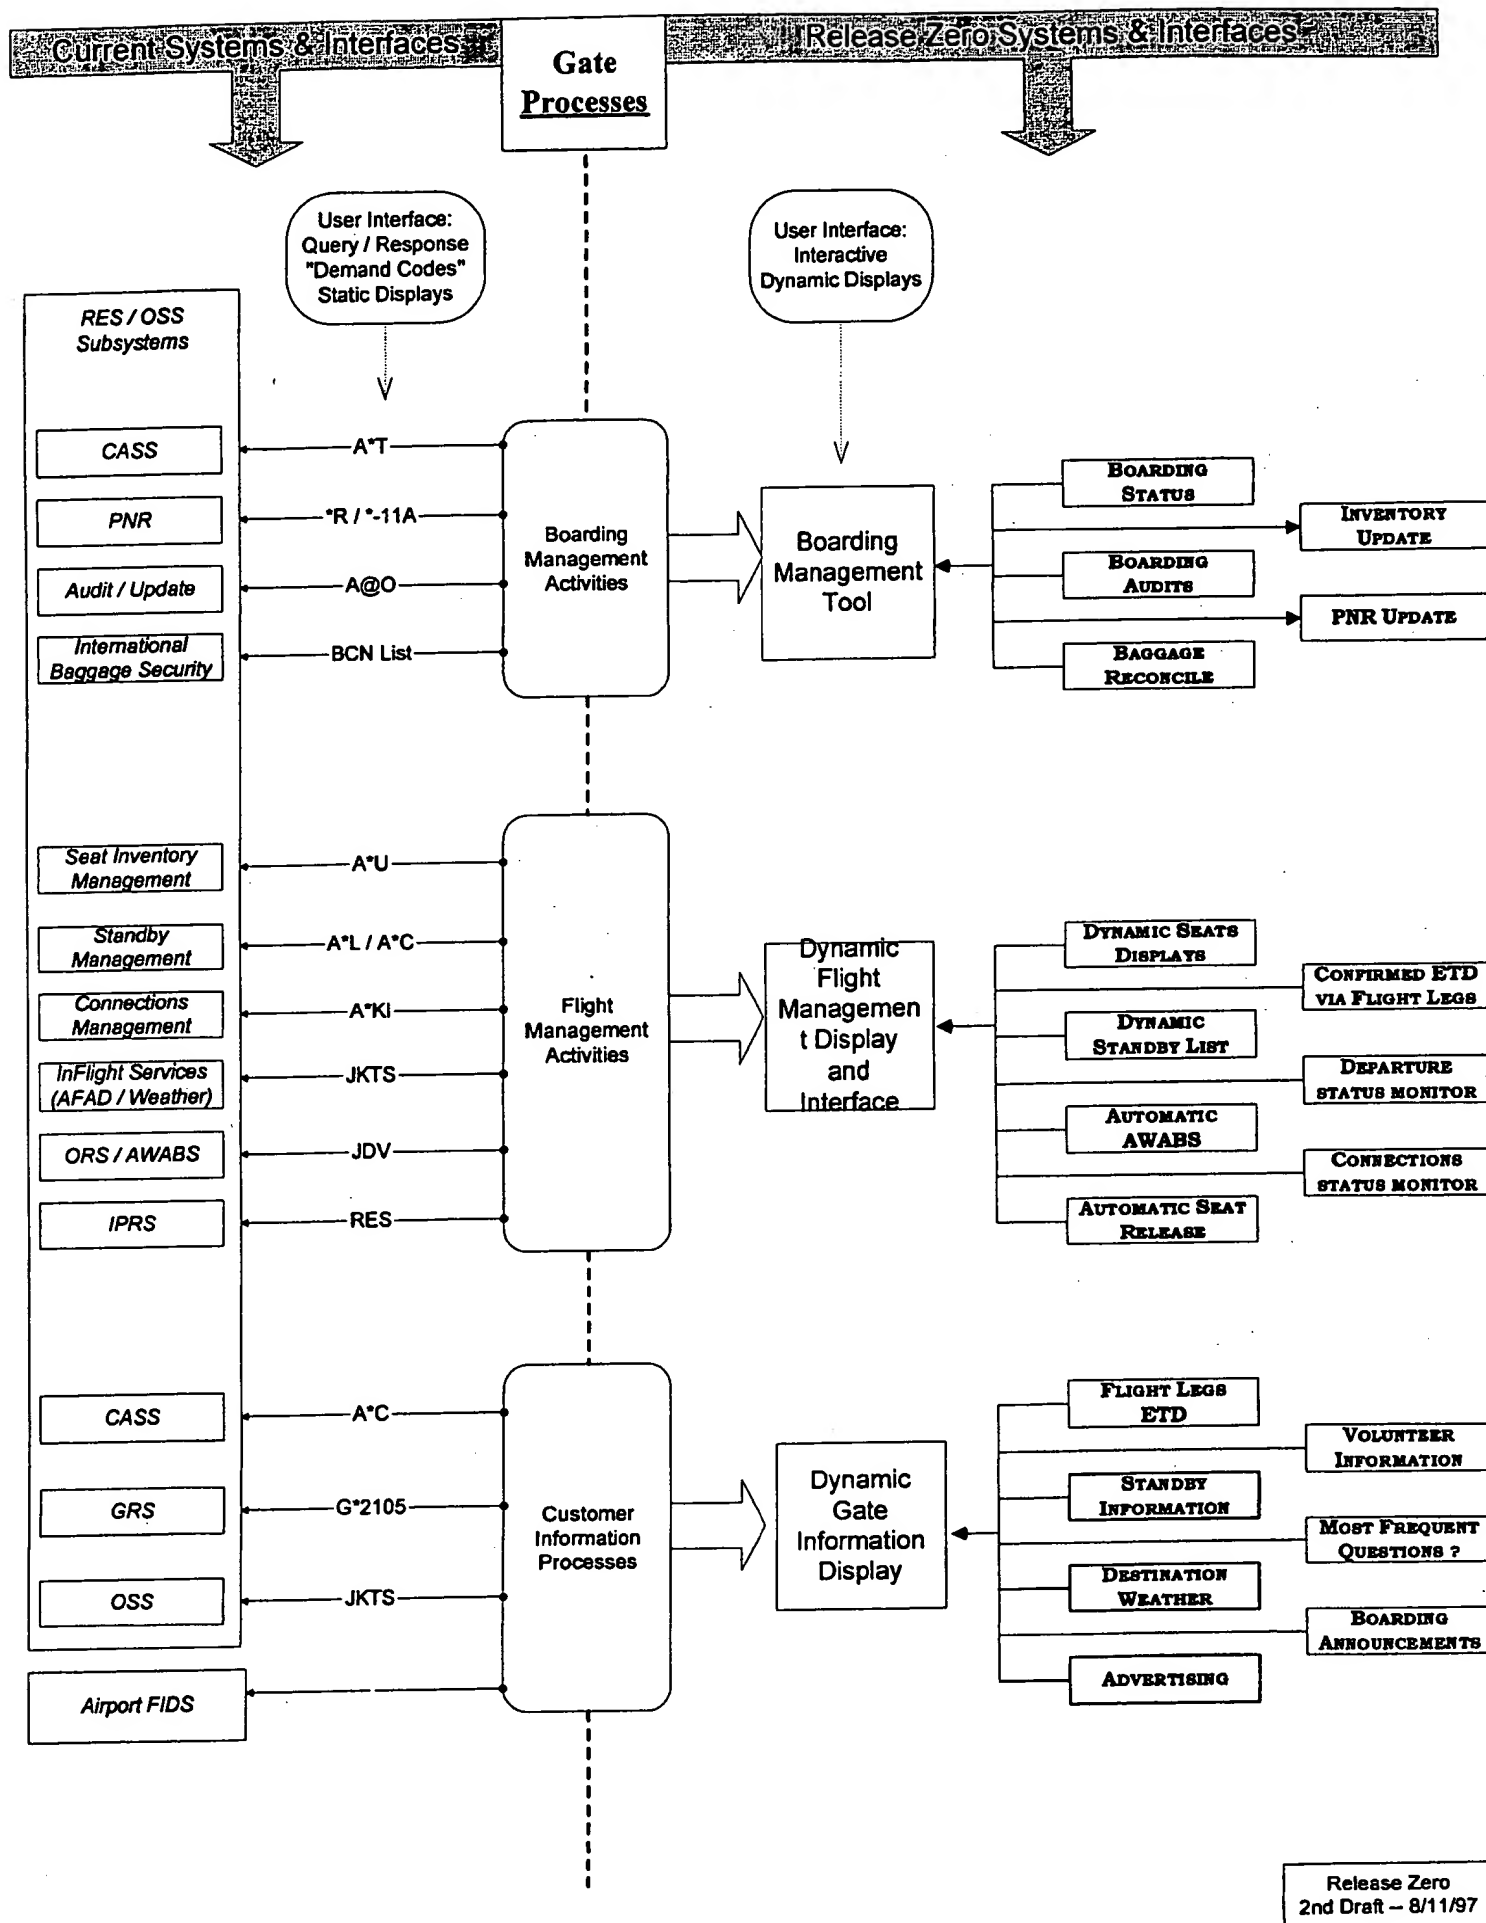 Current Systems & Interfaces
Gate
Processes
Release Zero Systems & Interfaces
User Interface:
Query / Response
"Demand Codes"
Static Displays
User Interface:
Interactive
Dynamic Displays
RES / OSS
Subsystems
CASS
A*T
PNR
*R / *-11A
Audit / Update
A@O
International
Baggage Security
BCN List
Boarding
Management
Activities
Boarding
Management
Tool
BOARDING
STATUS
INVENTORY
UPDATE
BOARDING
AUDITS
PNR UPDATE
BAGGAGE
RECONCILE
Seat Inventory
Management
A*U
Standby
Management
A*L / A*C
Connections
Management
A*KI
InFlight Services
(AFAD / Weather)
JKTS
ORS / AWABS
JDV
IPRS
RES
Flight
Management
Activities
Dynamic
Flight
Managemen
t Display
and
Interface
DYNAMIC SEATS
DISPLAYS
CONFIRMED ETD
VIA FLIGHT LEGS
DYNAMIC
STANDBY LIST
DEPARTURE
STATUS MONITOR
AUTOMATIC
AWABS
CONNECTIONS
STATUS MONITOR
AUTOMATIC SEAT
RELEASE
CASS
A*C
GRS
G*2105
OSS
JKTS
Airport FIDS
Customer
Information
Processes
Dynamic
Gate
Information
Display
FLIGHT LEGS
ETD
VOLUNTEER
INFORMATION
STANDBY
INFORMATION
MOST FREQUENT
QUESTIONS ?
DESTINATION
WEATHER
BOARDING
ANNOUNCEMENTS
ADVERTISING
Release Zero
2nd Draft -- 8/11/97